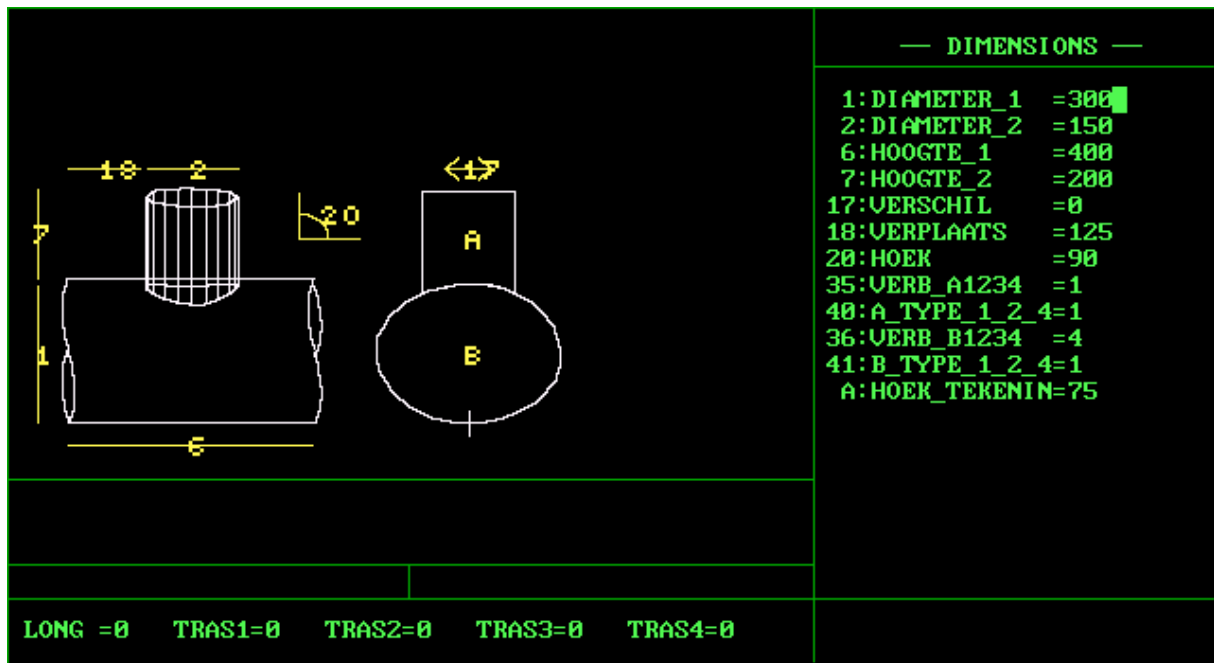 — DIMENSIONS —
1:DIAMETER_1 =300
2:DIAMETER_2 =150
6:HOOGTE_1 =400
7:HOOGTE_2 =200
17:VERSCHIL =0
18:VERPLAATS =125
20:HOEK =90
35:VERB_A1234 =1
40:A_TYPE_1_2_4=1
36:VERB_B1234 =4
41:B_TYPE_1_2_4=1
A:HOEK_TEKENIN=75
18 2 17
7 20 A
1 B
6
LONG =0 TRAS1=0 TRAS2=0 TRAS3=0 TRAS4=0